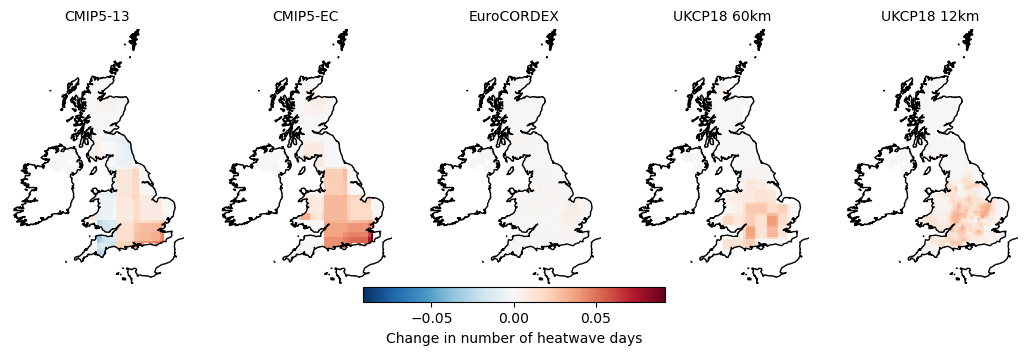 CMIP5-13 CMIP5-EC EuroCORDEX UKCP18 60km UKCP18 12km
−0.05 0.00 0.05
Change in number of heatwave days